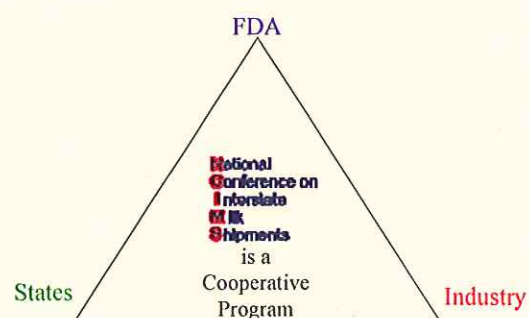 FDA
National
Conference on
Interstate
Milk
Shipments
is a
Cooperative
Program
States
Industry